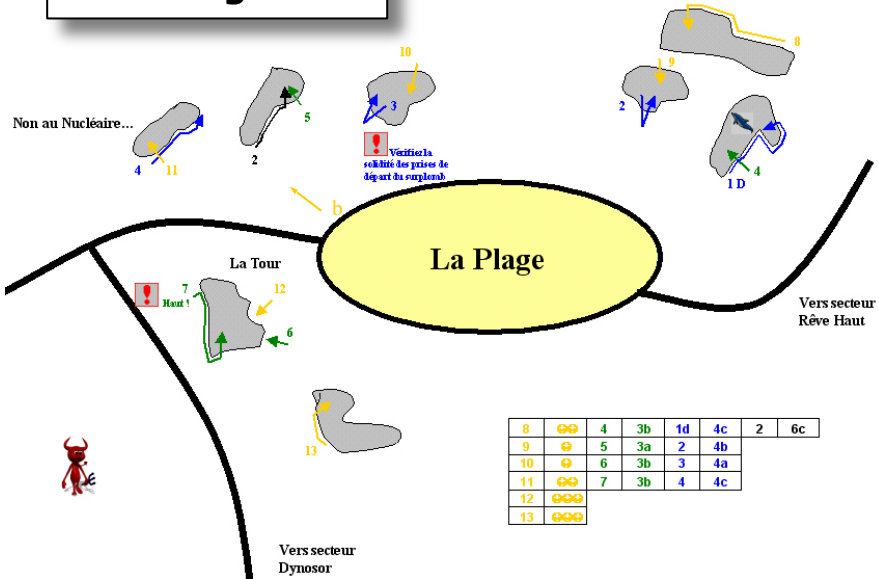 8
10
9
Non au Nucléaire...
5
3
2
4
11
2
Vérifier la
solidité des prises de
départ du surplomb
4
1 D
b
La Plage
La Tour
7
Haut !
12
6
Vers secteur
Rêve Haut
13
8 4 3b 1d 4c 2 6c
9 5 3a 2 4b
10 6 3b 3 4a
11 7 3b 4 4c
12
13
Vers secteur
Dynosor